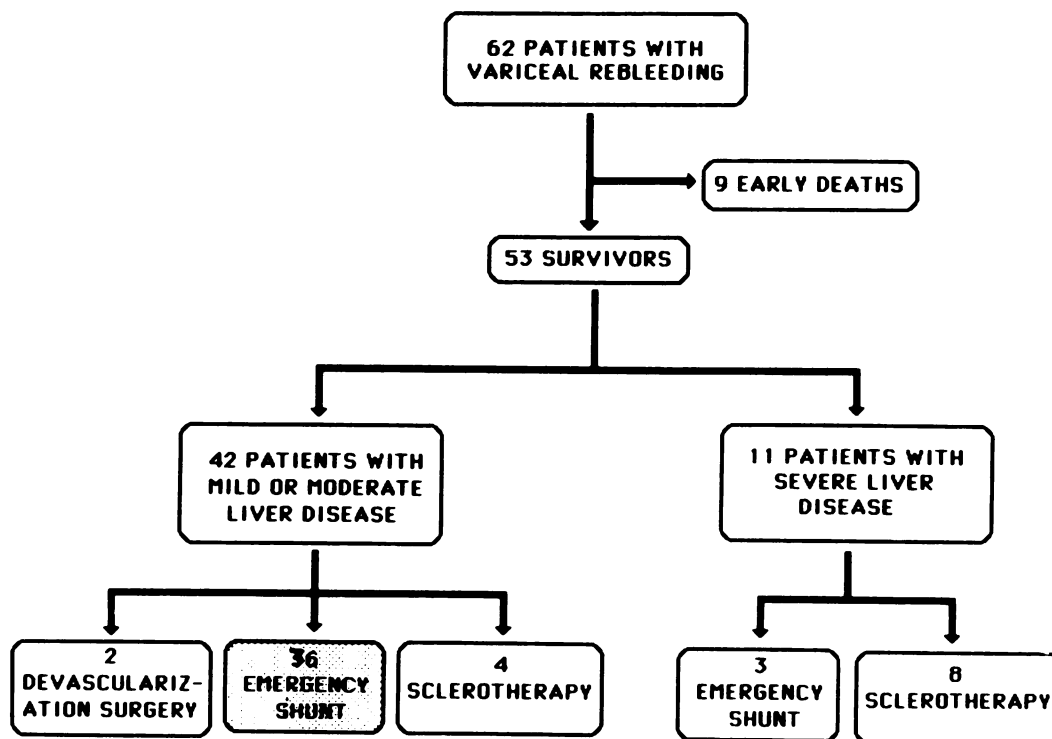 62 PATIENTS WITH
VARICEAL REBLEEDING
9 EARLY DEATHS
53 SURVIVORS
42 PATIENTS WITH
MILD OR MODERATE
LIVER DISEASE
11 PATIENTS WITH
SEVERE LIVER
DISEASE
2
DEVASCULARIZ-
ATION SURGERY
36
EMERGENCY
SHUNT
4
SCLEROTHERAPY
3
EMERGENCY
SHUNT
8
SCLEROTHERAPY